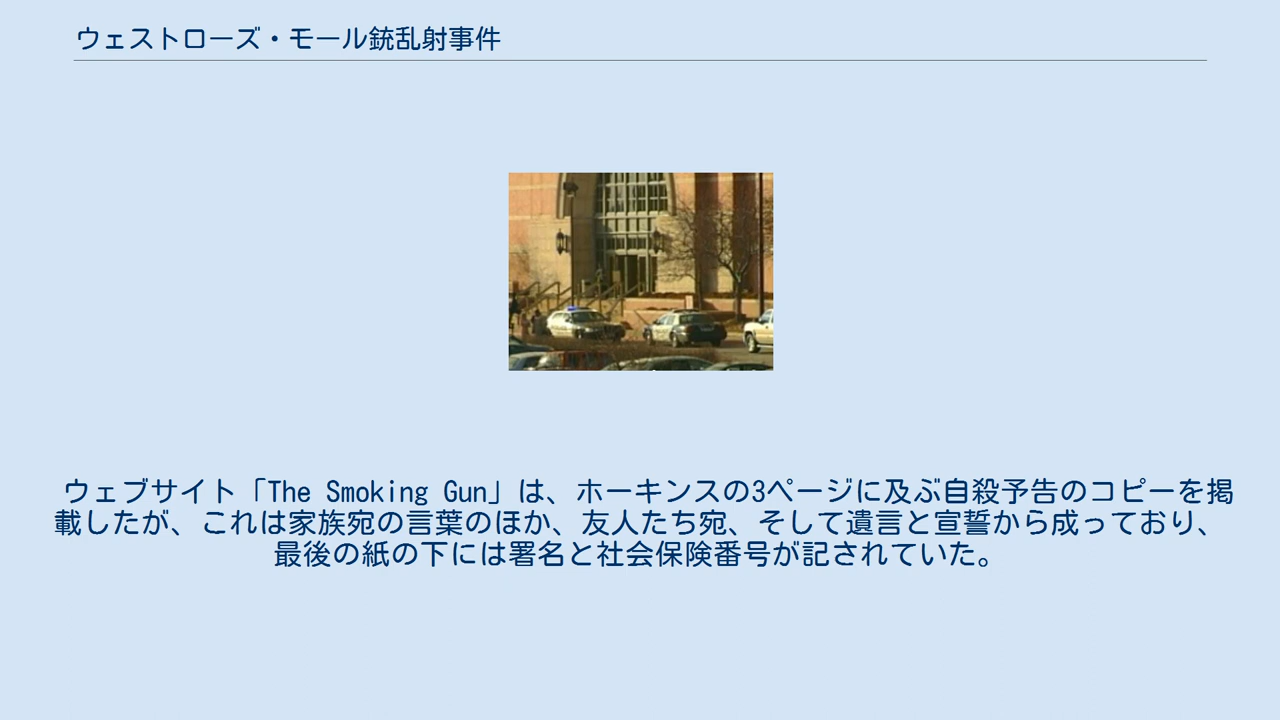 ウェストローズ・モール銃乱射事件
ウェブサイト「The Smoking Gun」は、ホーキンスの3ページに及ぶ自殺予告のコピーを掲
載したが、これは家族宛の言葉のほか、友人たち宛、そして遺言と宣誓から成っており、
最後の紙の下には署名と社会保険番号が記されていた。